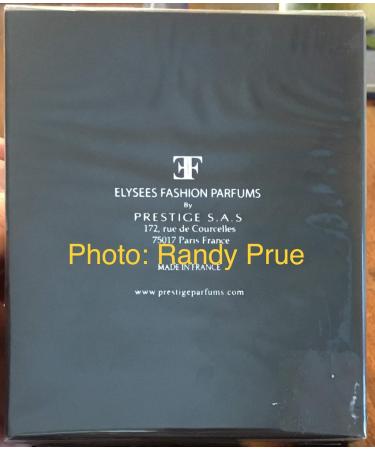 EF
ELYSEES FASHION PARFUMS
By
PRESTIGE S.A.S
172, rue de Courcelles
75017 Paris France
Photo: Randy Prue
MADE IN FRANCE
www.prestigeparfums.com